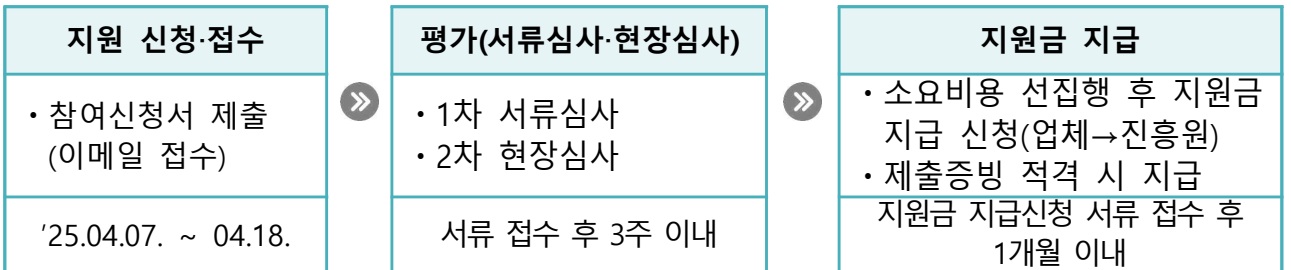 지원 신청·접수
・참여신청서 제출
(이메일 접수)
'25.04.07. ~ 04.18.
평가(서류심사·현장심사)
・1차 서류심사
・2차 현장심사
서류 접수 후 3주 이내
지원금 지급
・소요비용 선집행 후 지원금
지급 신청(업체→진흥원)
・제출증빙 적격 시 지급
지원금 지급신청 서류 접수 후
1개월 이내